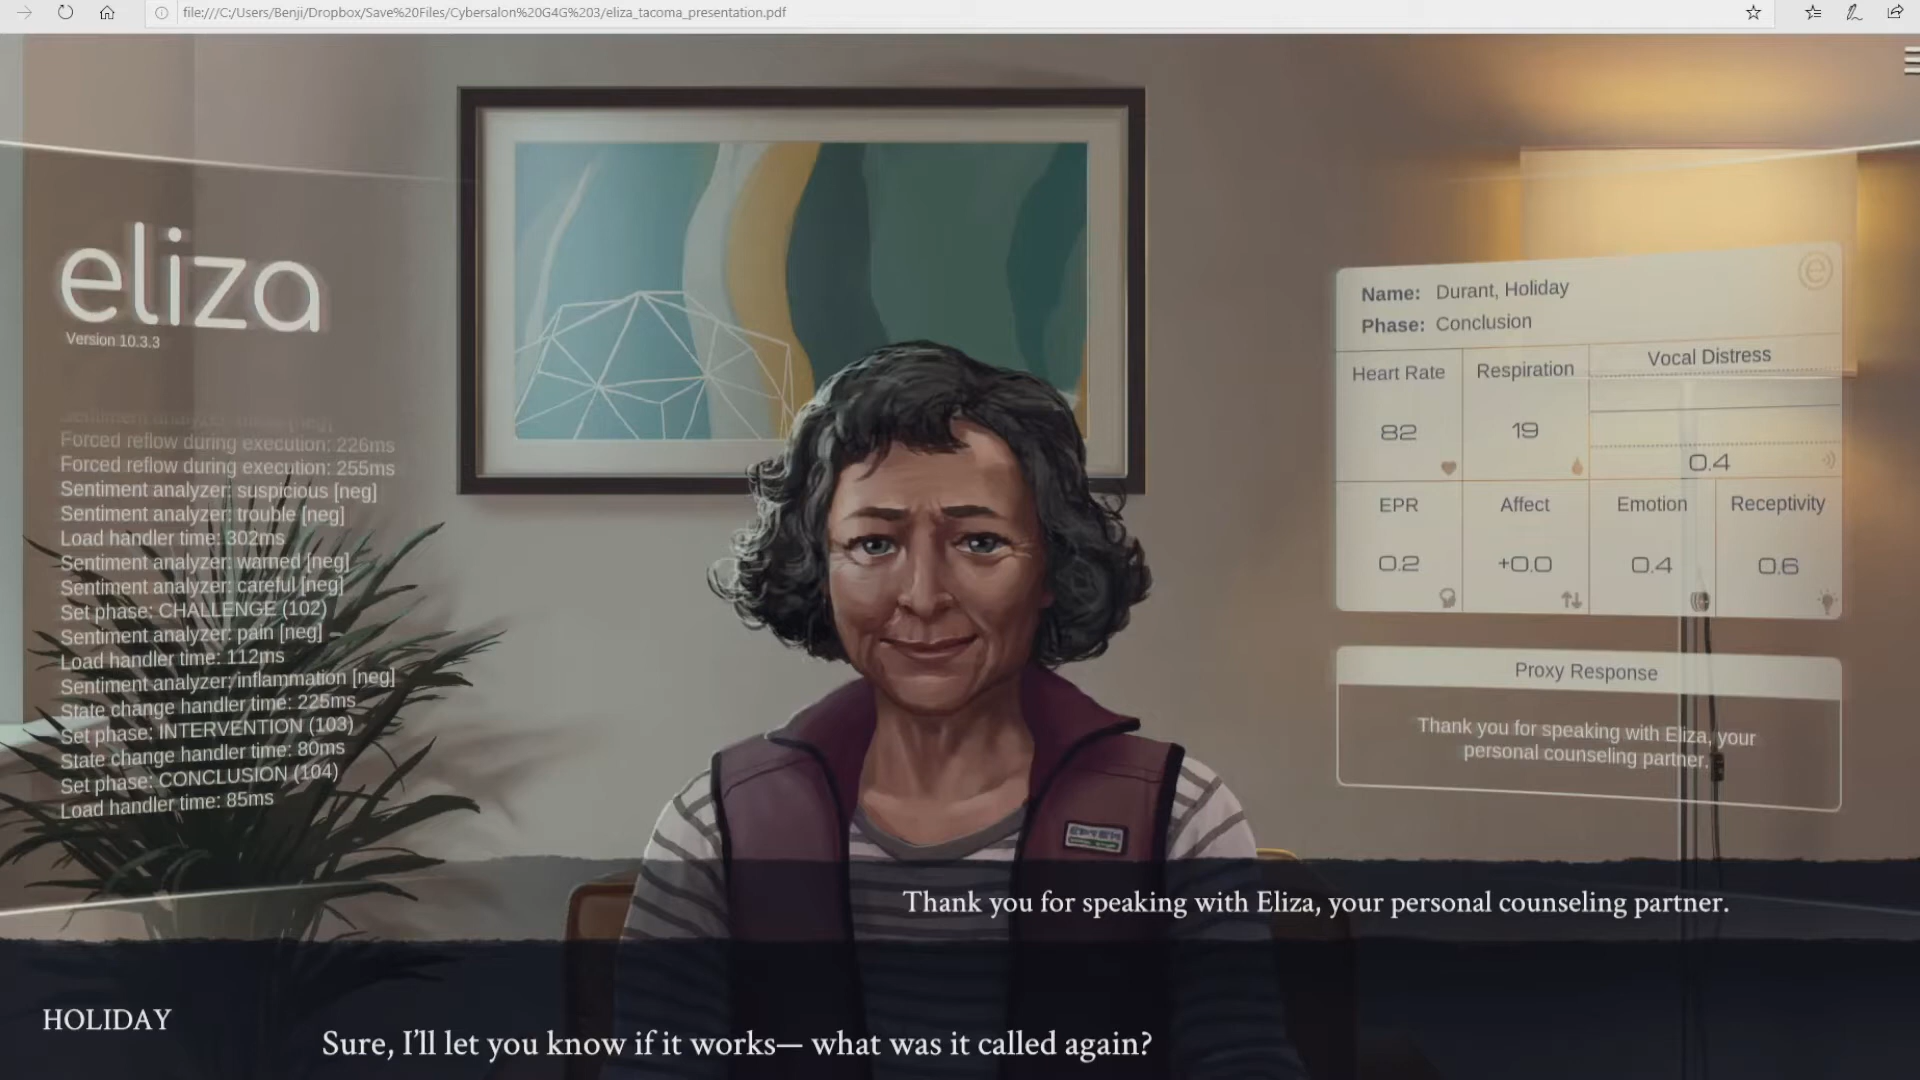 file:///C:/Users/Benji/Dropbox/Save%20Files/Cybersalon%20G4G%203/eliza_tacoma_presentation.pdf
eliza
Version 10.3.3
Forced reflow during execution: 226ms
Forced reflow during execution: 255ms
Sentiment analyzer: suspicious [neg]
Sentiment analyzer: trouble [neg]
Load handler time: 302ms
Sentiment analyzer: warned [neg]
Sentiment analyzer: careful [neg]
Set phase: CHALLENGE (102)
Sentiment analyzer: pain [neg]
Load handler time: 112ms
Sentiment analyzer: inflammation [neg]
State change handler time: 225ms
Set phase: INTERVENTION (103)
State change handler time: 80ms
Set phase: CONCLUSION (104)
Load handler time: 85ms
Name: Durant, Holiday
Phase: Conclusion
Heart Rate Respiration Vocal Distress
82 19 0.4
EPR Affect Emotion Receptivity
0.2 +0.0 0.4 0.6
Proxy Response
Thank you for speaking with Eliza, your
personal counseling partner.
Thank you for speaking with Eliza, your personal counseling partner.
HOLIDAY
Sure, I'll let you know if it works— what was it called again?